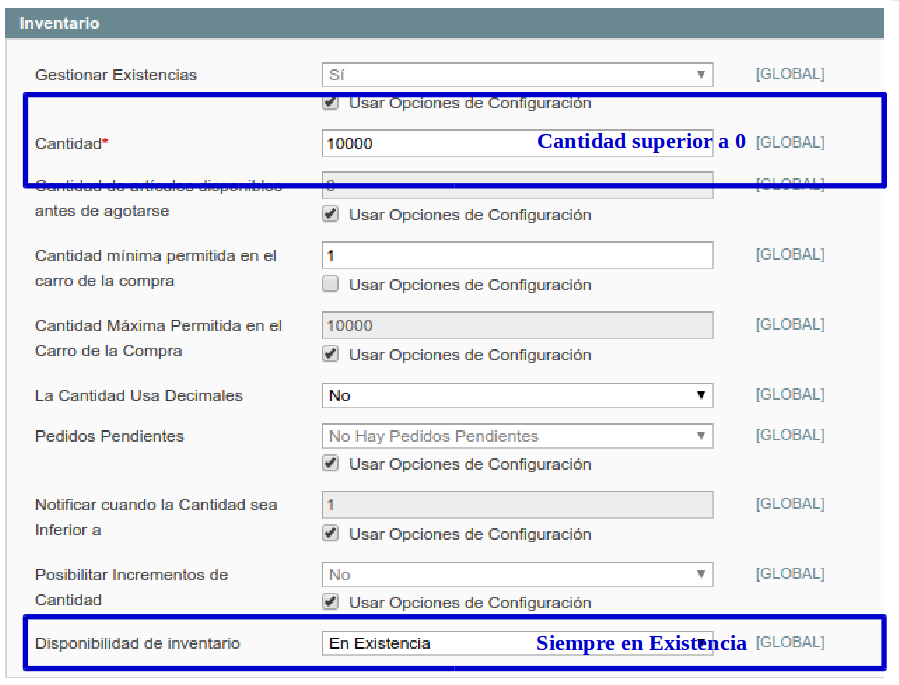 Inventario
Gestionar Existencias Sí [GLOBAL]
Usar Opciones de Configuración
Cantidad* 10000 Cantidad superior a 0 [GLOBAL]
Cantidad de artículos disponibles 0 [GLOBAL]
antes de agotarse
Usar Opciones de Configuración
Cantidad mínima permitida en el 1 [GLOBAL]
carro de la compra
Usar Opciones de Configuración
Cantidad Máxima Permitida en el 10000 [GLOBAL]
Carro de la Compra
Usar Opciones de Configuración
La Cantidad Usa Decimales No [GLOBAL]
Pedidos Pendientes No Hay Pedidos Pendientes [GLOBAL]
Usar Opciones de Configuración
Notificar cuando la Cantidad sea 1 [GLOBAL]
Inferior a
Usar Opciones de Configuración
Posibilitar Incrementos de No [GLOBAL]
Cantidad
Usar Opciones de Configuración
Disponibilidad de inventario En Existencia Siempre en Existencia [GLOBAL]